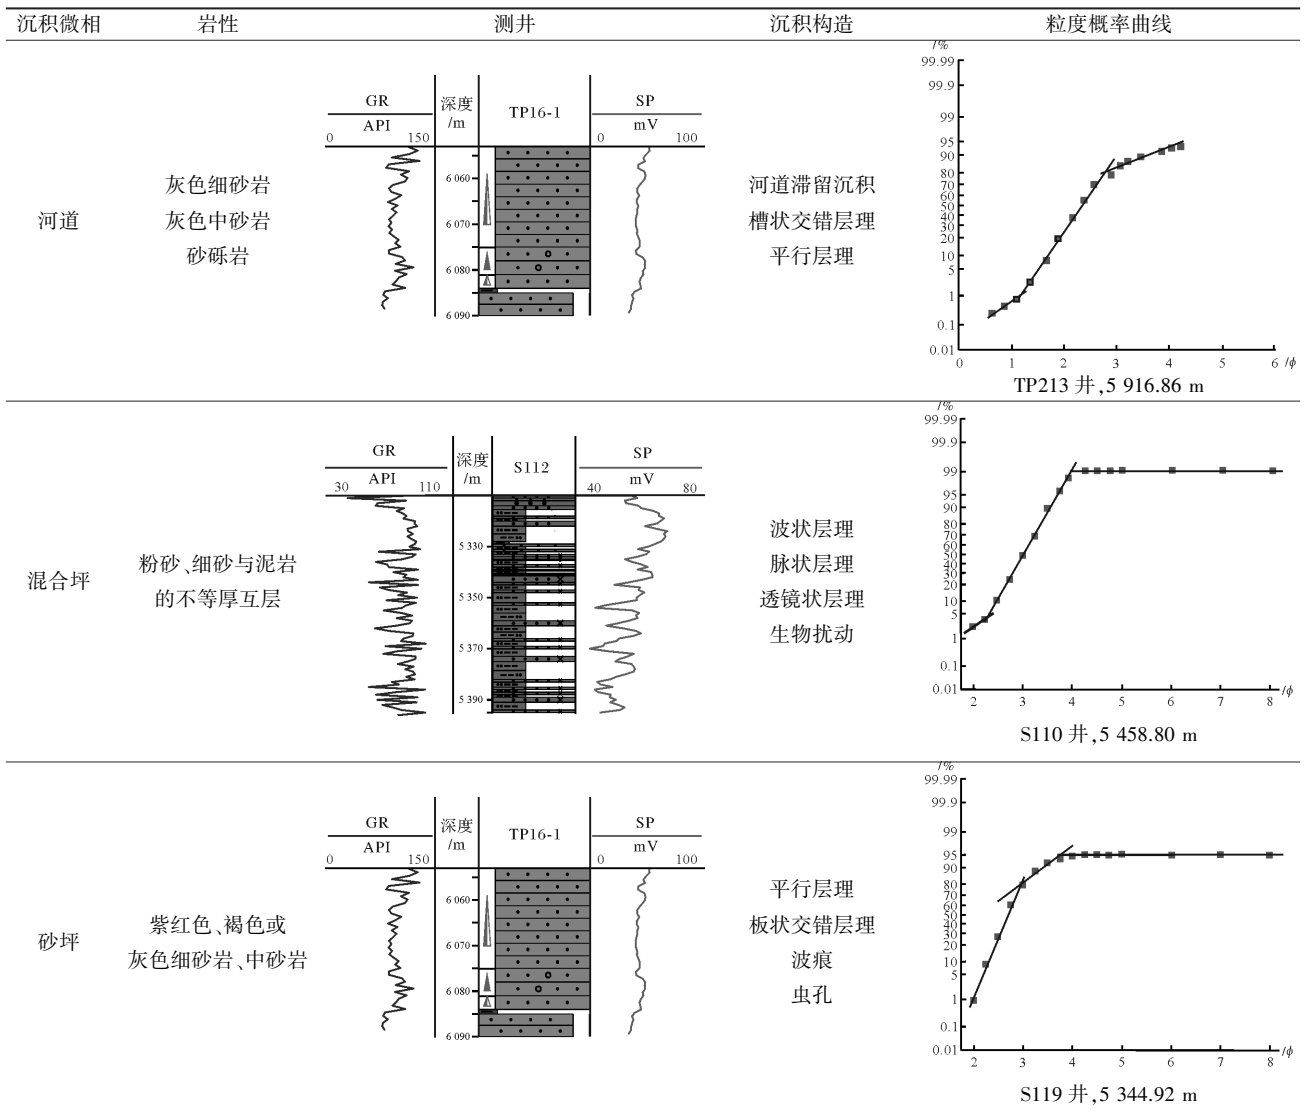 沉积微相 岩性 测井 沉积构造 粒度概率曲线
河道
灰色细砂岩
灰色中砂岩
砂砾岩
GR
API
0 150
深度
/m
TP16-1
SP
mV
0 100
6 060
6 070
6 080
6 090
河道滞留沉积
槽状交错层理
平行层理
/%
99.99
99.9
99
95
90
80
70
60
50
40
30
20
10
5
1
0.1
0.01
0 1 2 3 4 5 6 /ϕ
TP213 井,5 916.86 m
混合坪
粉砂、细砂与泥岩
的不等厚互层
GR
API
30 110
深度
/m
S112
SP
mV
40 80
5 330
5 350
5 370
5 390
波状层理
脉状层理
透镜状层理
生物扰动
/%
99.99
99.9
99
95
90
80
70
60
50
40
30
20
10
5
1
0.1
0.01
2 3 4 5 6 7 8 /ϕ
S110 井,5 458.80 m
砂坪
紫红色、褐色或
灰色细砂岩、中砂岩
GR
API
0 150
深度
/m
TP16-1
SP
mV
0 100
6 060
6 070
6 080
6 090
平行层理
板状交错层理
波痕
虫孔
/%
99.99
99.9
99
95
90
80
70
60
50
40
30
20
10
5
1
0.1
0.01
2 3 4 5 6 7 8 /ϕ
S119 井,5 344.92 m